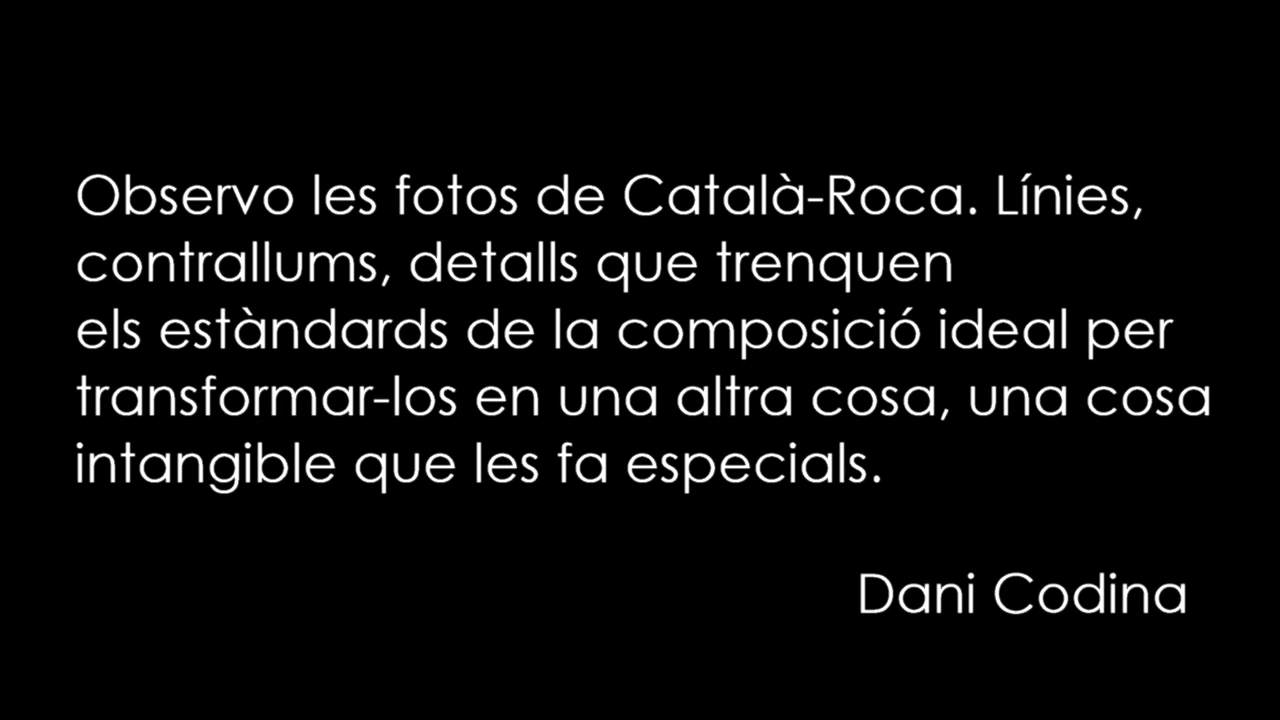 Observo les fotos de Català-Roca. Línies,
contrallums, detalls que trenquen
els estàndards de la composició ideal per
transformar-los en una altra cosa, una cosa
intangible que les fa especials.
Dani Codina